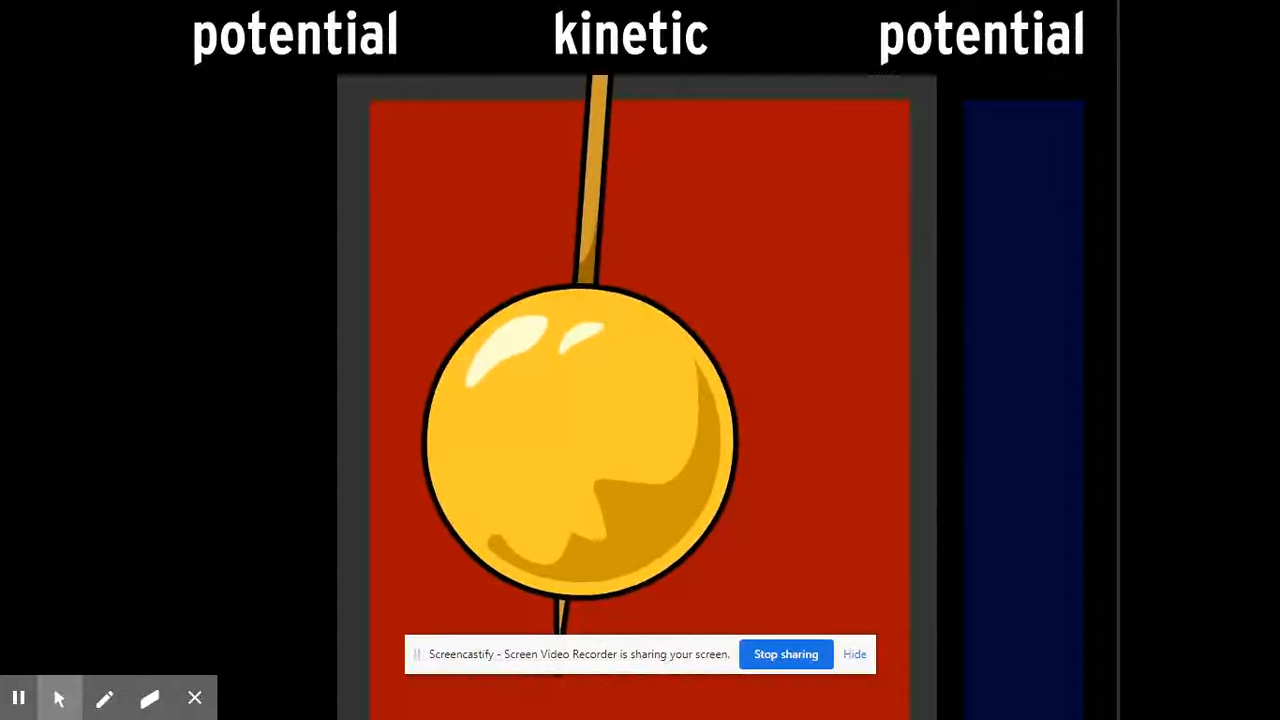 potential kinetic potential
Screencastify - Screen Video Recorder is sharing your screen. Stop sharing Hide